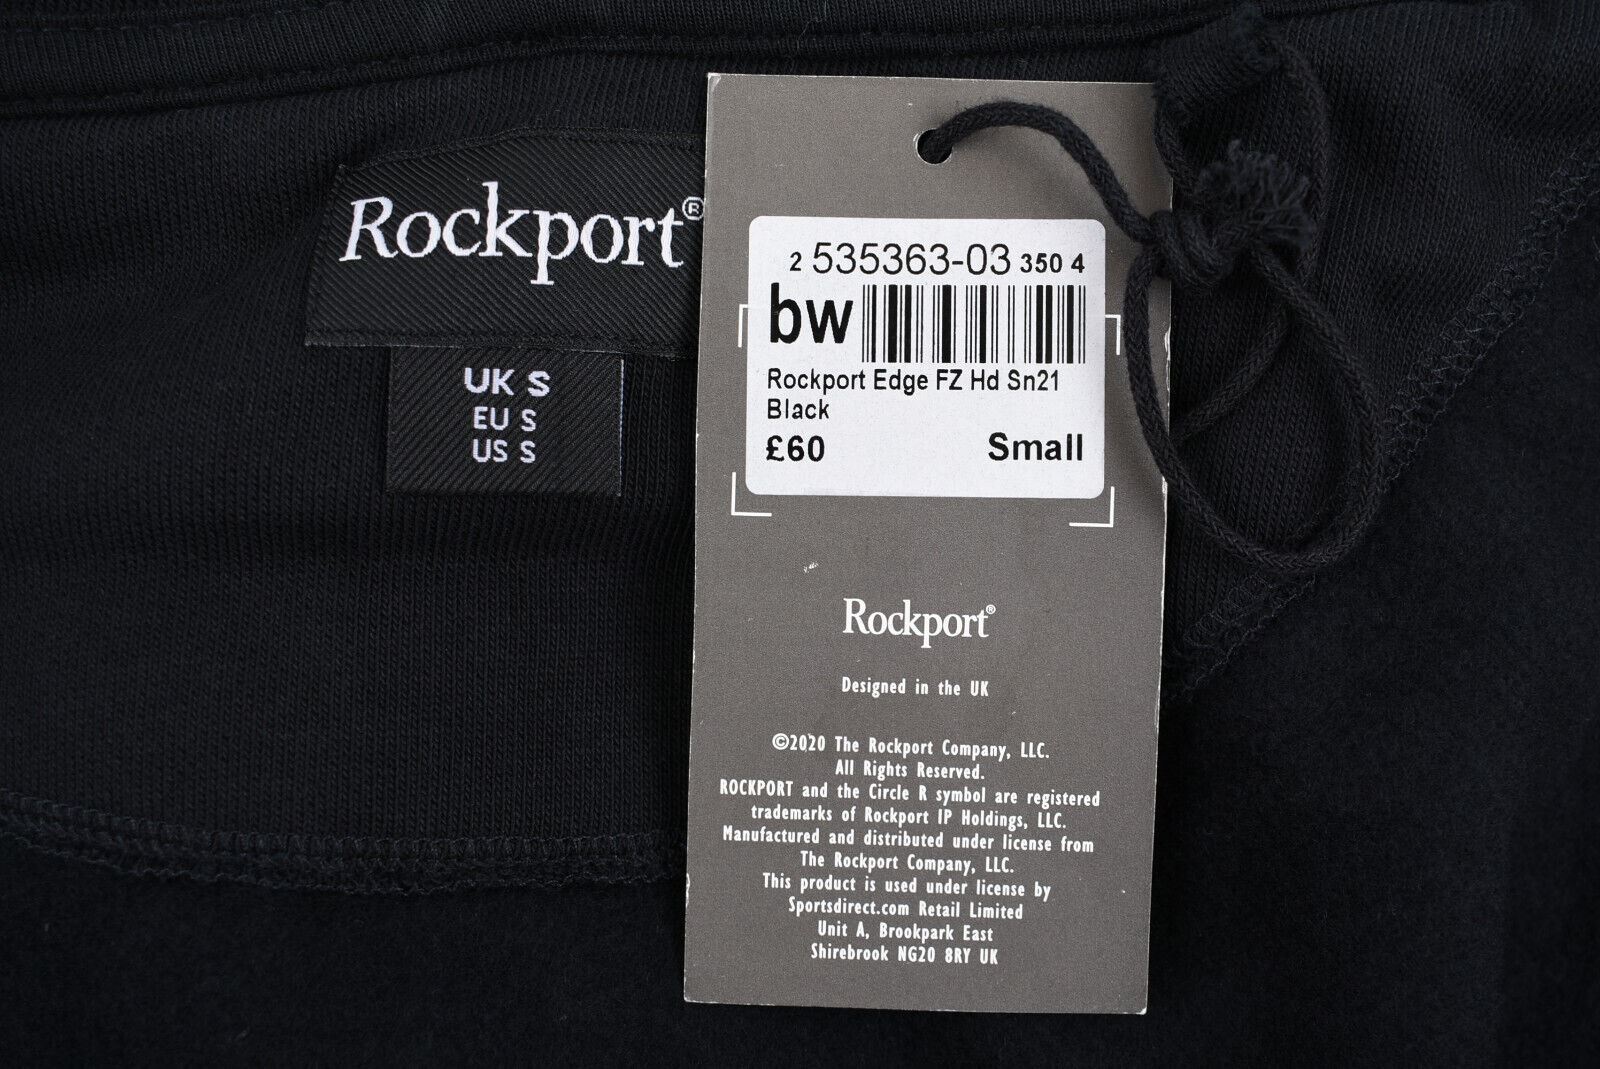 Rockport®
UK S
EU S
US S
2 535363-03 350 4
bw
Rockport Edge FZ Hd Sn21
Black
£60 Small
Rockport®
Designed in the UK
©2020 The Rockport Company, LLC.
All Rights Reserved.
ROCKPORT and the Circle R symbol are registered
trademarks of Rockport IP Holdings, LLC.
Manufactured and distributed under license from
The Rockport Company, LLC.
This product is used under license by
Sportsdirect.com Retail Limited
Unit A, Brookpark East
Shirebrook NG20 8RY UK